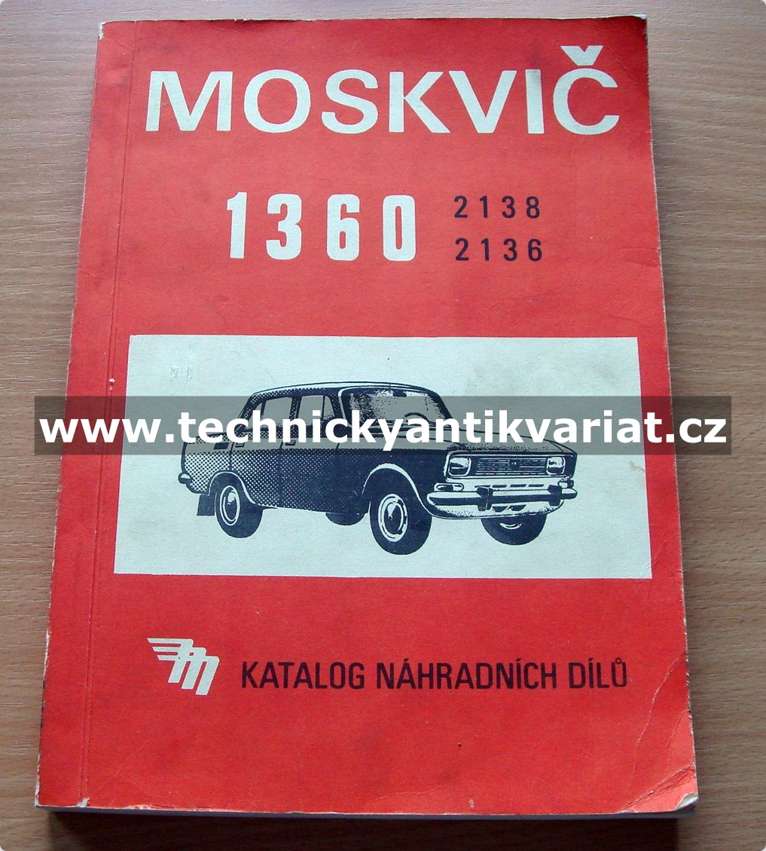 MOSKVIČ
1360 2138
2136
www.technickyantikvariat.cz
KATALOG NÁHRADNÍCH DÍLŮ